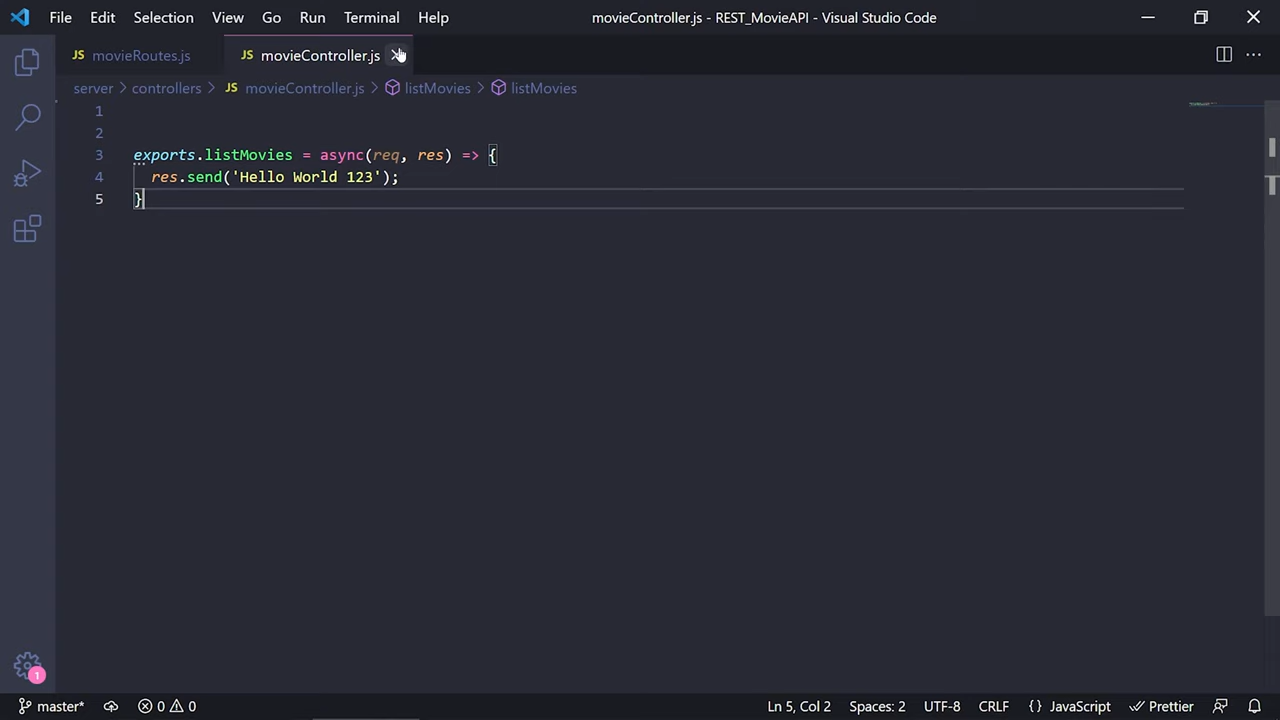 File Edit Selection View Go Run Terminal Help movieController.js - REST_MovieAPI - Visual Studio Code
JS movieRoutes.js JS movieController.js
server > controllers > JS movieController.js > listMovies > listMovies
1
2
3 exports.listMovies = async(req, res) => {
4 res.send('Hello World 123');
5 }
1
master* 0 0 Ln 5, Col 2 Spaces: 2 UTF-8 CRLF {} JavaScript Prettier